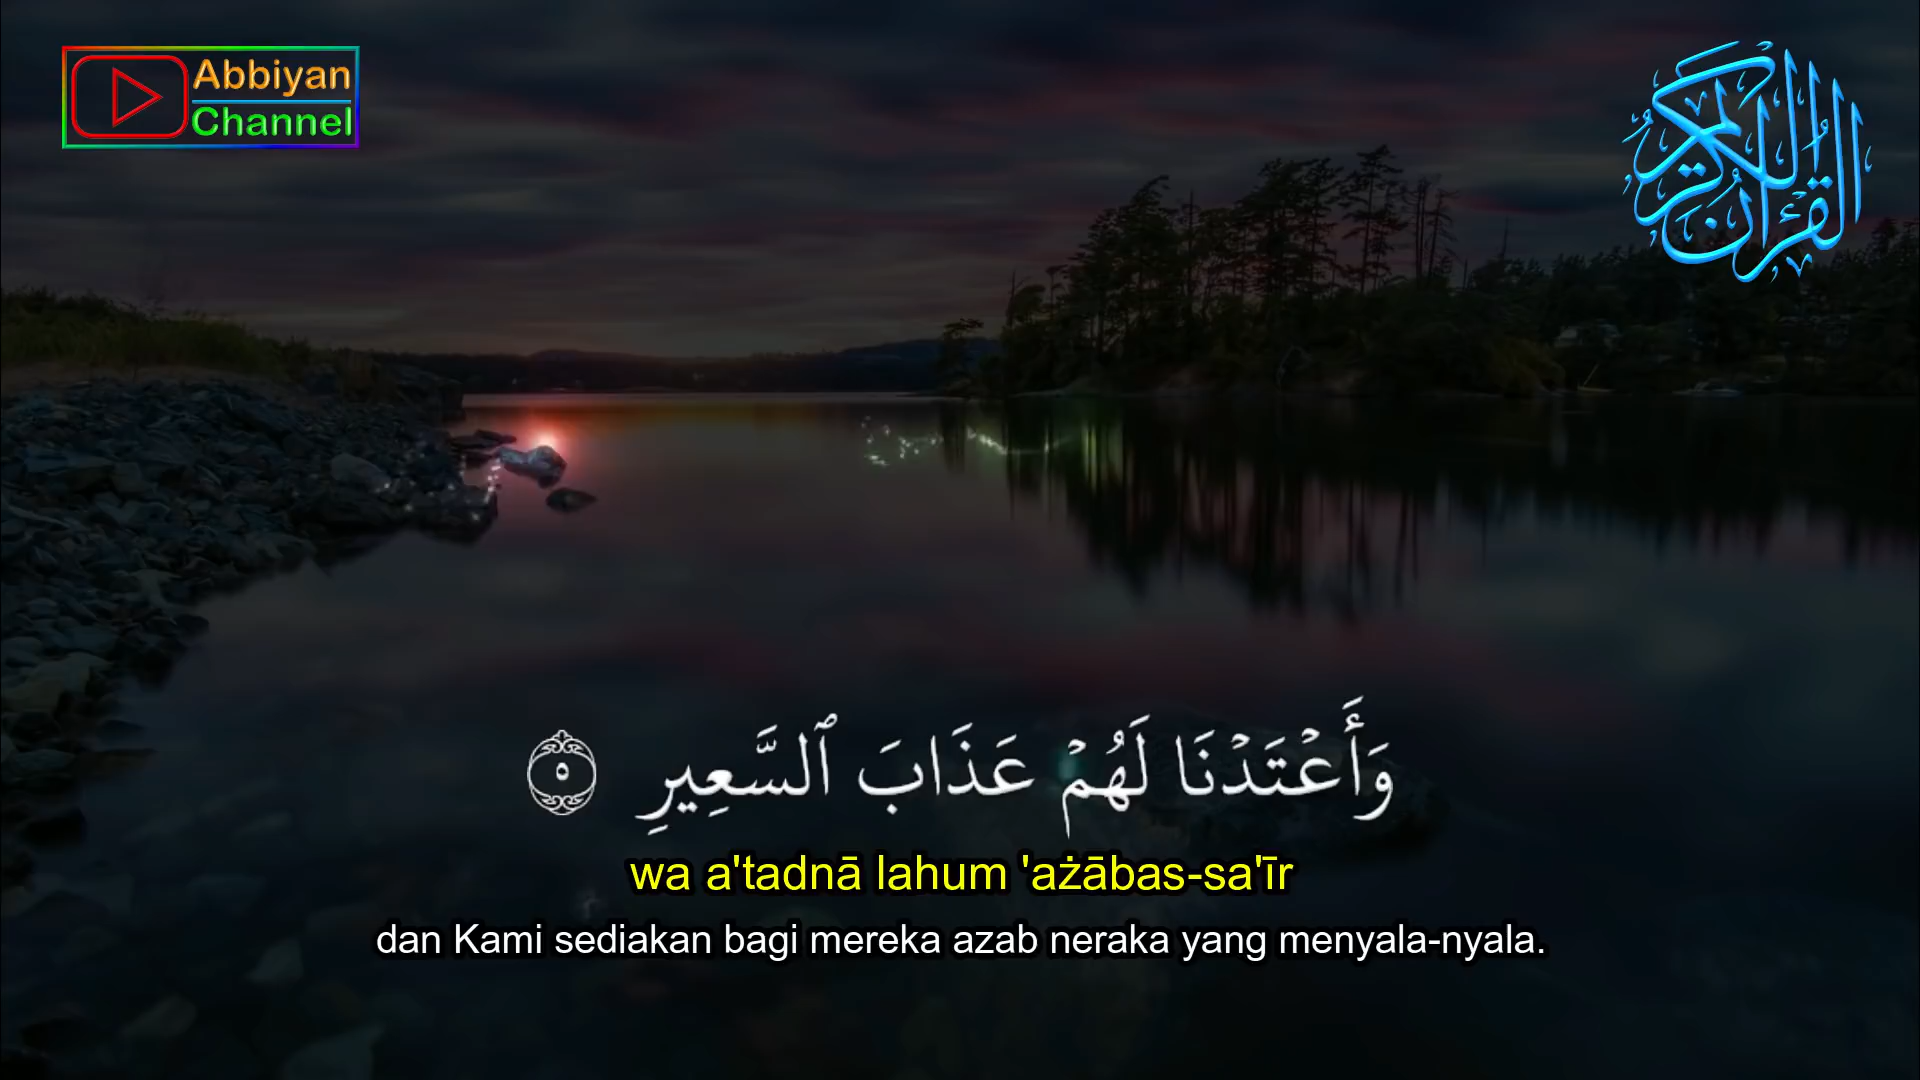 Abbiyan
Channel
القرآن الكريم
وَأَعۡتَدۡنَا لَهُمۡ عَذَابَ ٱلسَّعِيرِ ٥
wa a'tadnā lahum 'ażābas-sa'īr
dan Kami sediakan bagi mereka azab neraka yang menyala-nyala.